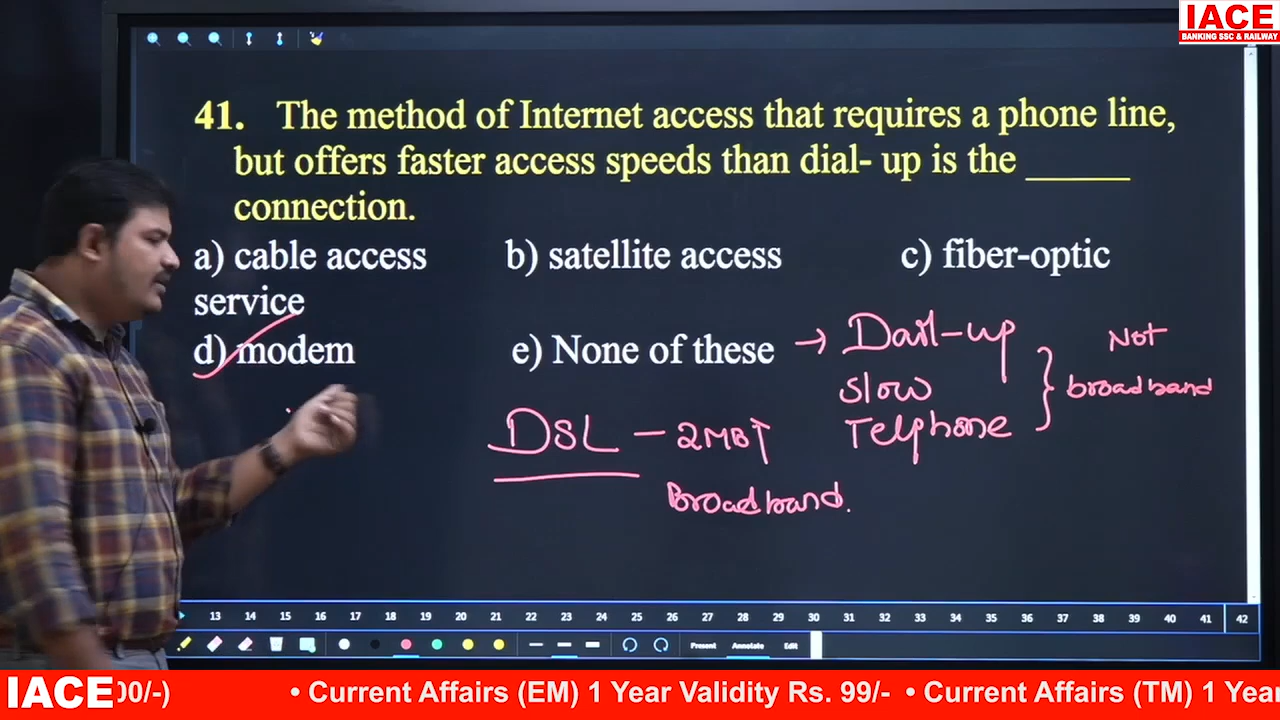 IACE
BANKING SSC & RAILWAY
41. The method of Internet access that requires a phone line,
but offers faster access speeds than dial- up is the _____
connection.
a) cable access b) satellite access c) fiber-optic
service
d) modem e) None of these → Dail-up
Not
slow
broadband
Telphone
DSL - 2MB↑
Broadband.
13 14 15 16 17 18 19 20 21 22 23 24 25 26 27 28 29 30 31 32 33 34 35 36 37 38 39 40 41 42
Present Annotate Edit
IACE 00/-) • Current Affairs (EM) 1 Year Validity Rs. 99/- • Current Affairs (TM) 1 Year